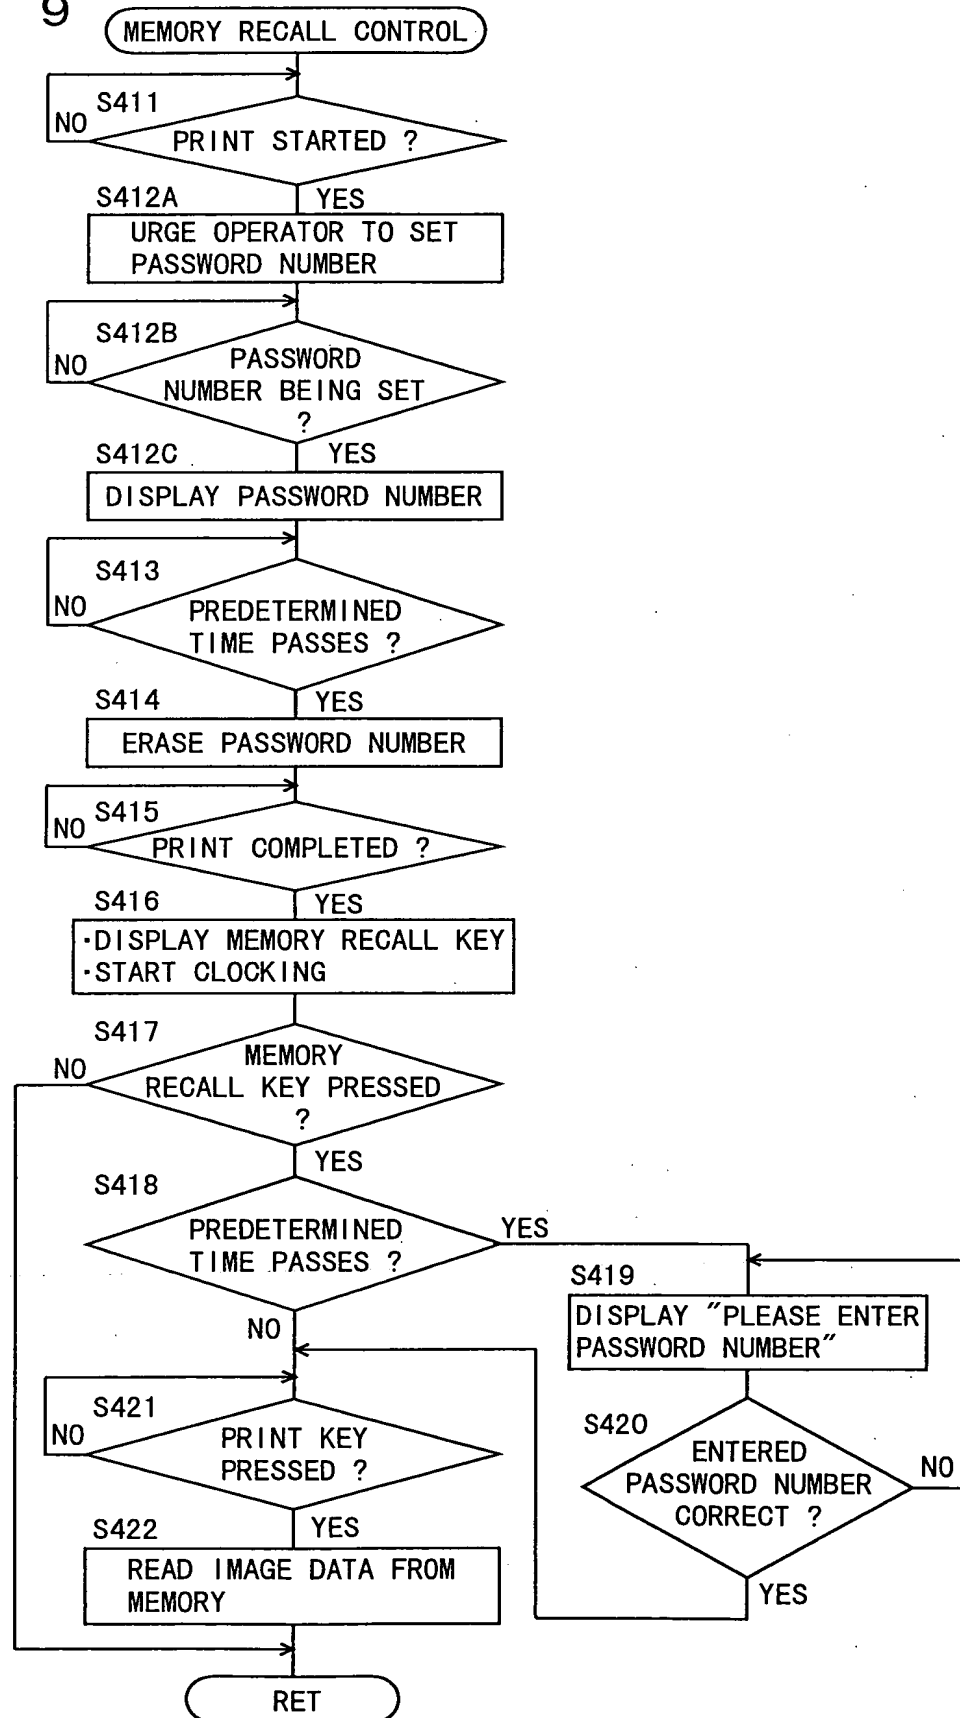 9
MEMORY RECALL CONTROL
S411
NO
PRINT STARTED ?
YES
S412A
URGE OPERATOR TO SET
PASSWORD NUMBER
S412B
NO
PASSWORD
NUMBER BEING SET
?
YES
S412C
DISPLAY PASSWORD NUMBER
S413
NO
PREDETERMINED
TIME PASSES ?
YES
S414
ERASE PASSWORD NUMBER
S415
NO
PRINT COMPLETED ?
YES
S416
·DISPLAY MEMORY RECALL KEY
·START CLOCKING
S417
NO
MEMORY
RECALL KEY PRESSED
?
YES
S418
PREDETERMINED
TIME PASSES ?
YES
NO
S419
DISPLAY "PLEASE ENTER
PASSWORD NUMBER"
S420
ENTERED
PASSWORD NUMBER
CORRECT ?
NO
YES
S421
NO
PRINT KEY
PRESSED ?
YES
S422
READ IMAGE DATA FROM
MEMORY
RET